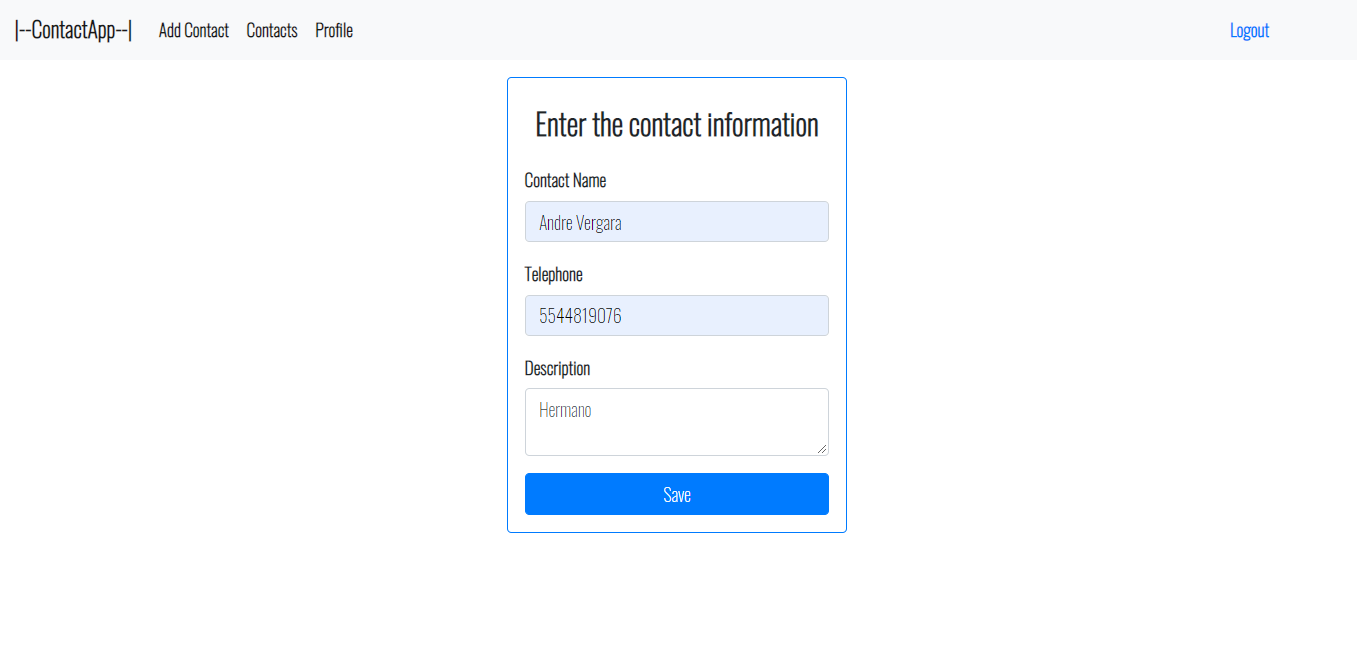 |--ContactApp--| Add Contact Contacts Profile Logout
Enter the contact information
Contact Name
Andre Vergara
Telephone
5544819076
Description
Hermano
Save